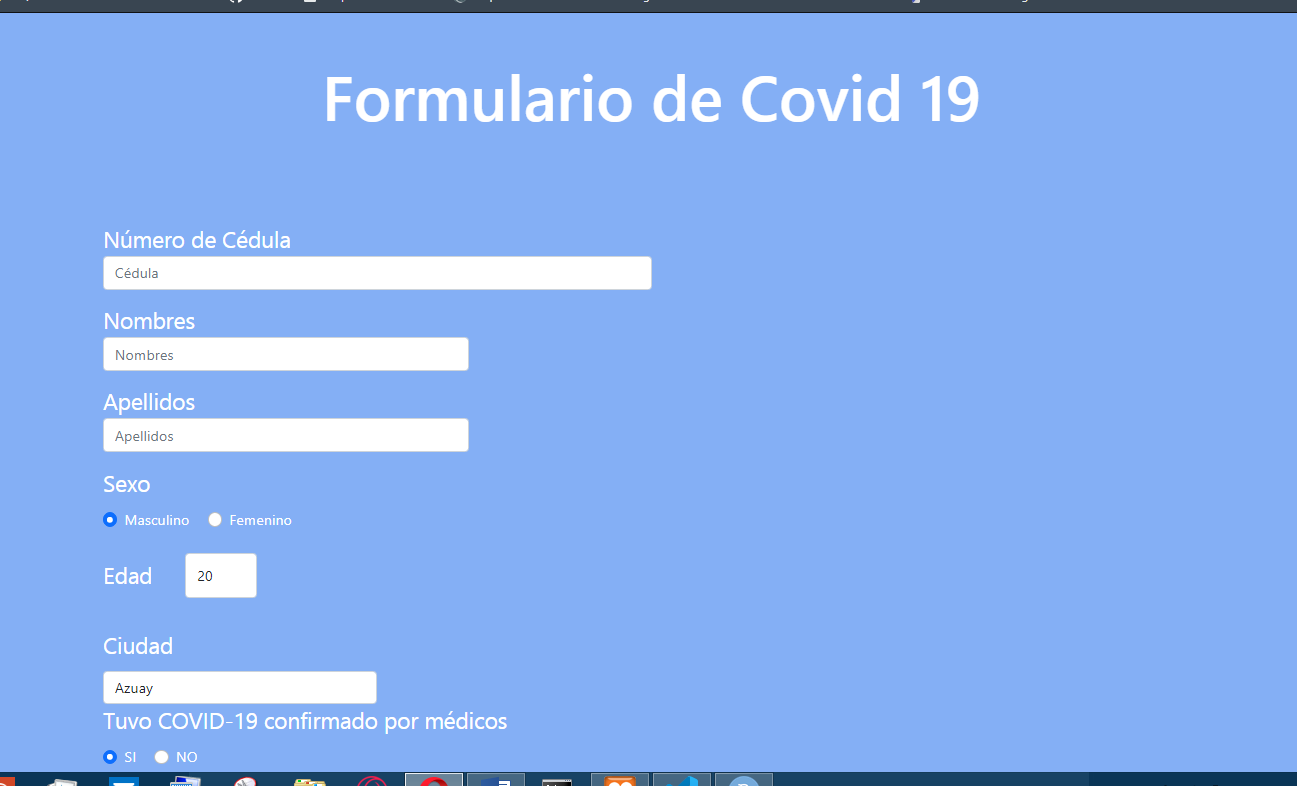 Formulario de Covid 19
Número de Cédula
Cédula
Nombres
Nombres
Apellidos
Apellidos
Sexo
Masculino Femenino
Edad 20
Ciudad
Azuay
Tuvo COVID-19 confirmado por médicos
SI NO